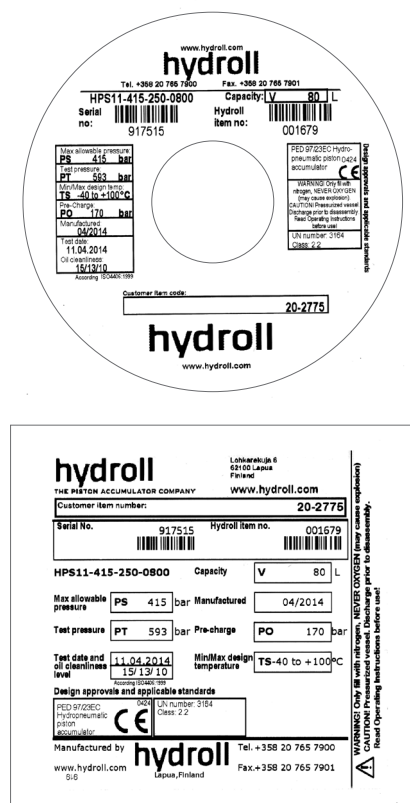 www.hydroll.com
hydroll
Tel. +358 20 765 7900 Fax. +358 20 765 7901
HPS11-415-250-0800 Capacity: V 80 L
Serial no: 917515
Hydroll item no: 001679
Max allowable pressure:
PS 415 bar
Test pressure:
PT 593 bar
Min/Max design temp:
TS -40 to +100°C
Pre-Charge:
PO 170 bar
Manufactured:
04/2014
Test date:
11.04.2014
Oil cleanliness:
15/13/10
According ISO4406:1999
PED 97/23EC Hydro-
pneumatic piston 0424
accumulator CE
WARNING! Only fill with
nitrogen, NEVER OXYGEN
(may cause explosion).
CAUTION! Pressurized vessel
Discharge prior to disassembly.
Read Operating Instructions
before use!
UN number: 3164
Class: 2.2
Design approvals and applicable standards
Customer item code:
20-2775
hydroll
www.hydroll.com
hydroll
THE PISTON ACCUMULATOR COMPANY
Lohkarekuja 6
62100 Lapua
Finland
www.hydroll.com
Customer item number: 20-2775
Serial No. 917515 Hydroll item no. 001679
HPS11-415-250-0800 Capacity V 80 L
Max allowable pressure PS 415 bar Manufactured 04/2014
Test pressure PT 593 bar Pre-charge PO 170 bar
Test date and oil cleanliness level 11.04.2014
15/13/10
According ISO4406:1999
Min/Max design temperature TS-40 to +100°C
Design approvals and applicable standards
PED 97/23EC
Hydropneumatic
piston
accumulator
0424
CE
UN number: 3164
Class: 2.2
Manufactured by hydroll Tel.+358 20 765 7900
www.hydroll.com Lapua,Finland Fax.+358 20 765 7901
WARNING! Only fill with nitrogen, NEVER OXYGEN (may cause explosion)
CAUTION! Pressurized vessel. Discharge prior to disassembly.
Read Operating Instructions before use!